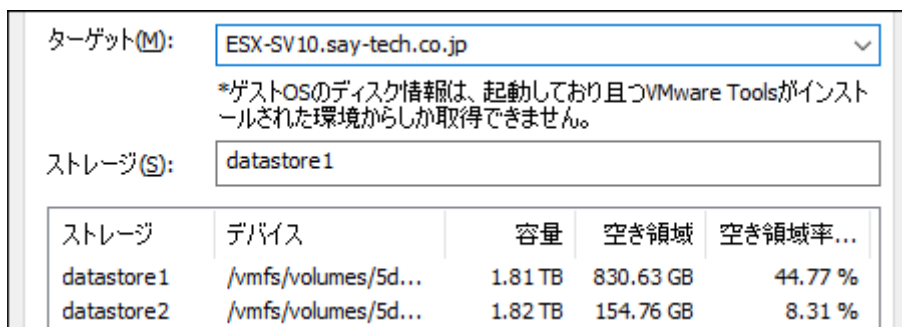 ターゲット(M): ESX-SV10.say-tech.co.jp
*ゲストOSのディスク情報は、起動しており且つVMware Toolsがインスト
ールされた環境からしか取得できません。
ストレージ(S): datastore1
ストレージ デバイス 容量 空き領域 空き領域率...
datastore1 /vmfs/volumes/5d... 1.81 TB 830.63 GB 44.77 %
datastore2 /vmfs/volumes/5d... 1.82 TB 154.76 GB 8.31 %